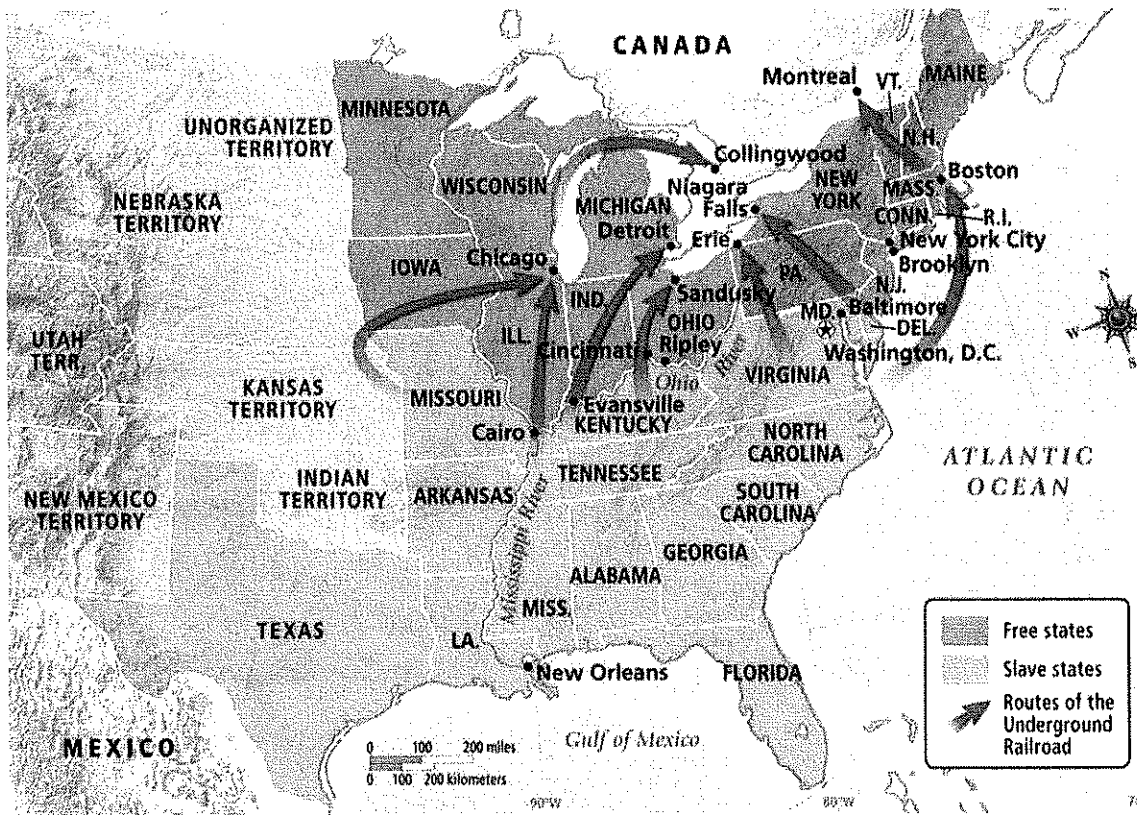 CANADA
Montreal
VT.
MAINE
MINNESOTA
UNORGANIZED
TERRITORY
N.H.
Collingwood
Boston
WISCONSIN
Niagara
Falls
NEW
YORK
MASS.
NEBRASKA
TERRITORY
MICHIGAN
Detroit
Erie
CONN.
R.I.
New York City
Brooklyn
Chicago
IOWA
PA.
N.J.
IND.
Sandusky
MD.
Baltimore
DEL.
OHIO
ILL.
Cincinnati
Ripley
Washington, D.C.
UTAH
TERR.
Ohio
River
VIRGINIA
KANSAS
TERRITORY
MISSOURI
Evansville
KENTUCKY
Cairo
NORTH
CAROLINA
TENNESSEE
INDIAN
TERRITORY
ARKANSAS
ATLANTIC
OCEAN
NEW MEXICO
TERRITORY
SOUTH
CAROLINA
Mississippi River
GEORGIA
ALABAMA
MISS.
TEXAS
LA.
New Orleans
FLORIDA
MEXICO
Gulf of Mexico
0 100 200 miles
0 100 200 kilometers
90°W
80°W
N
W
S
Free states
Slave states
Routes of the
Underground
Railroad